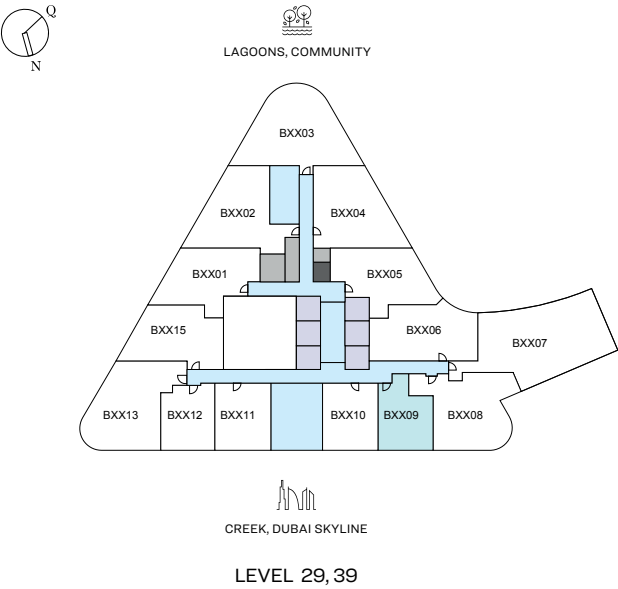 Q
N
LAGOONS, COMMUNITY
BXX03
BXX02
BXX04
BXX01
BXX05
BXX15
BXX06
BXX07
BXX13
BXX12
BXX11
BXX10
BXX09
BXX08
CREEK, DUBAI SKYLINE
LEVEL 29, 39